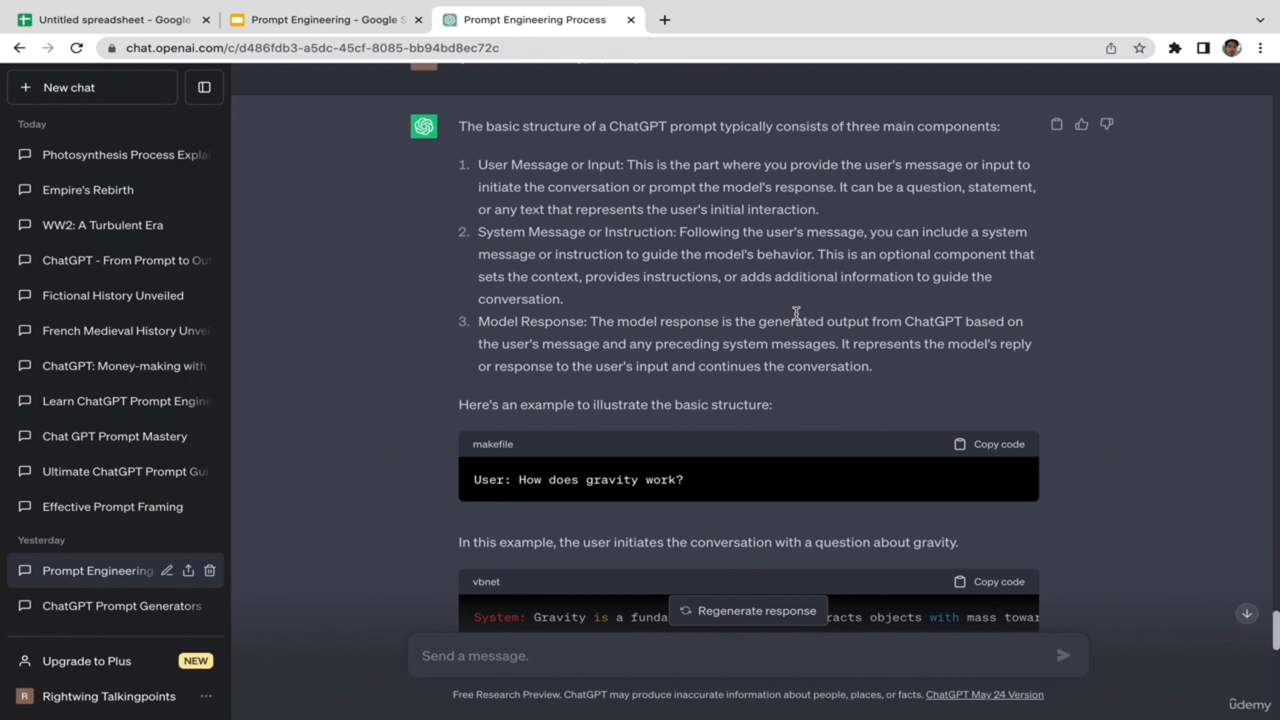 Untitled spreadsheet - Google
Prompt Engineering - Google S
Prompt Engineering Process
chat.openai.com/c/d486fdb3-a5dc-45cf-8085-bb94bd8ec72c
New chat
Today
Photosynthesis Process Expla
Empire's Rebirth
WW2: A Turbulent Era
ChatGPT - From Prompt to Ou
Fictional History Unveiled
French Medieval History Unve
ChatGPT: Money-making with
Learn ChatGPT Prompt Engine
Chat GPT Prompt Mastery
Ultimate ChatGPT Prompt Gui
Effective Prompt Framing
Yesterday
Prompt Engineering
ChatGPT Prompt Generators
Upgrade to Plus NEW
R Rightwing Talkingpoints
The basic structure of a ChatGPT prompt typically consists of three main components:
1. User Message or Input: This is the part where you provide the user's message or input to
initiate the conversation or prompt the model's response. It can be a question, statement,
or any text that represents the user's initial interaction.
2. System Message or Instruction: Following the user's message, you can include a system
message or instruction to guide the model's behavior. This is an optional component that
sets the context, provides instructions, or adds additional information to guide the
conversation.
3. Model Response: The model response is the generated output from ChatGPT based on
the user's message and any preceding system messages. It represents the model's reply
or response to the user's input and continues the conversation.
Here's an example to illustrate the basic structure:
makefile Copy code
User: How does gravity work?
In this example, the user initiates the conversation with a question about gravity.
vbnet Copy code
System: Gravity is a funda racts objects with mass towar
Regenerate response
Send a message.
Free Research Preview. ChatGPT may produce inaccurate information about people, places, or facts. ChatGPT May 24 Version
ûdemy